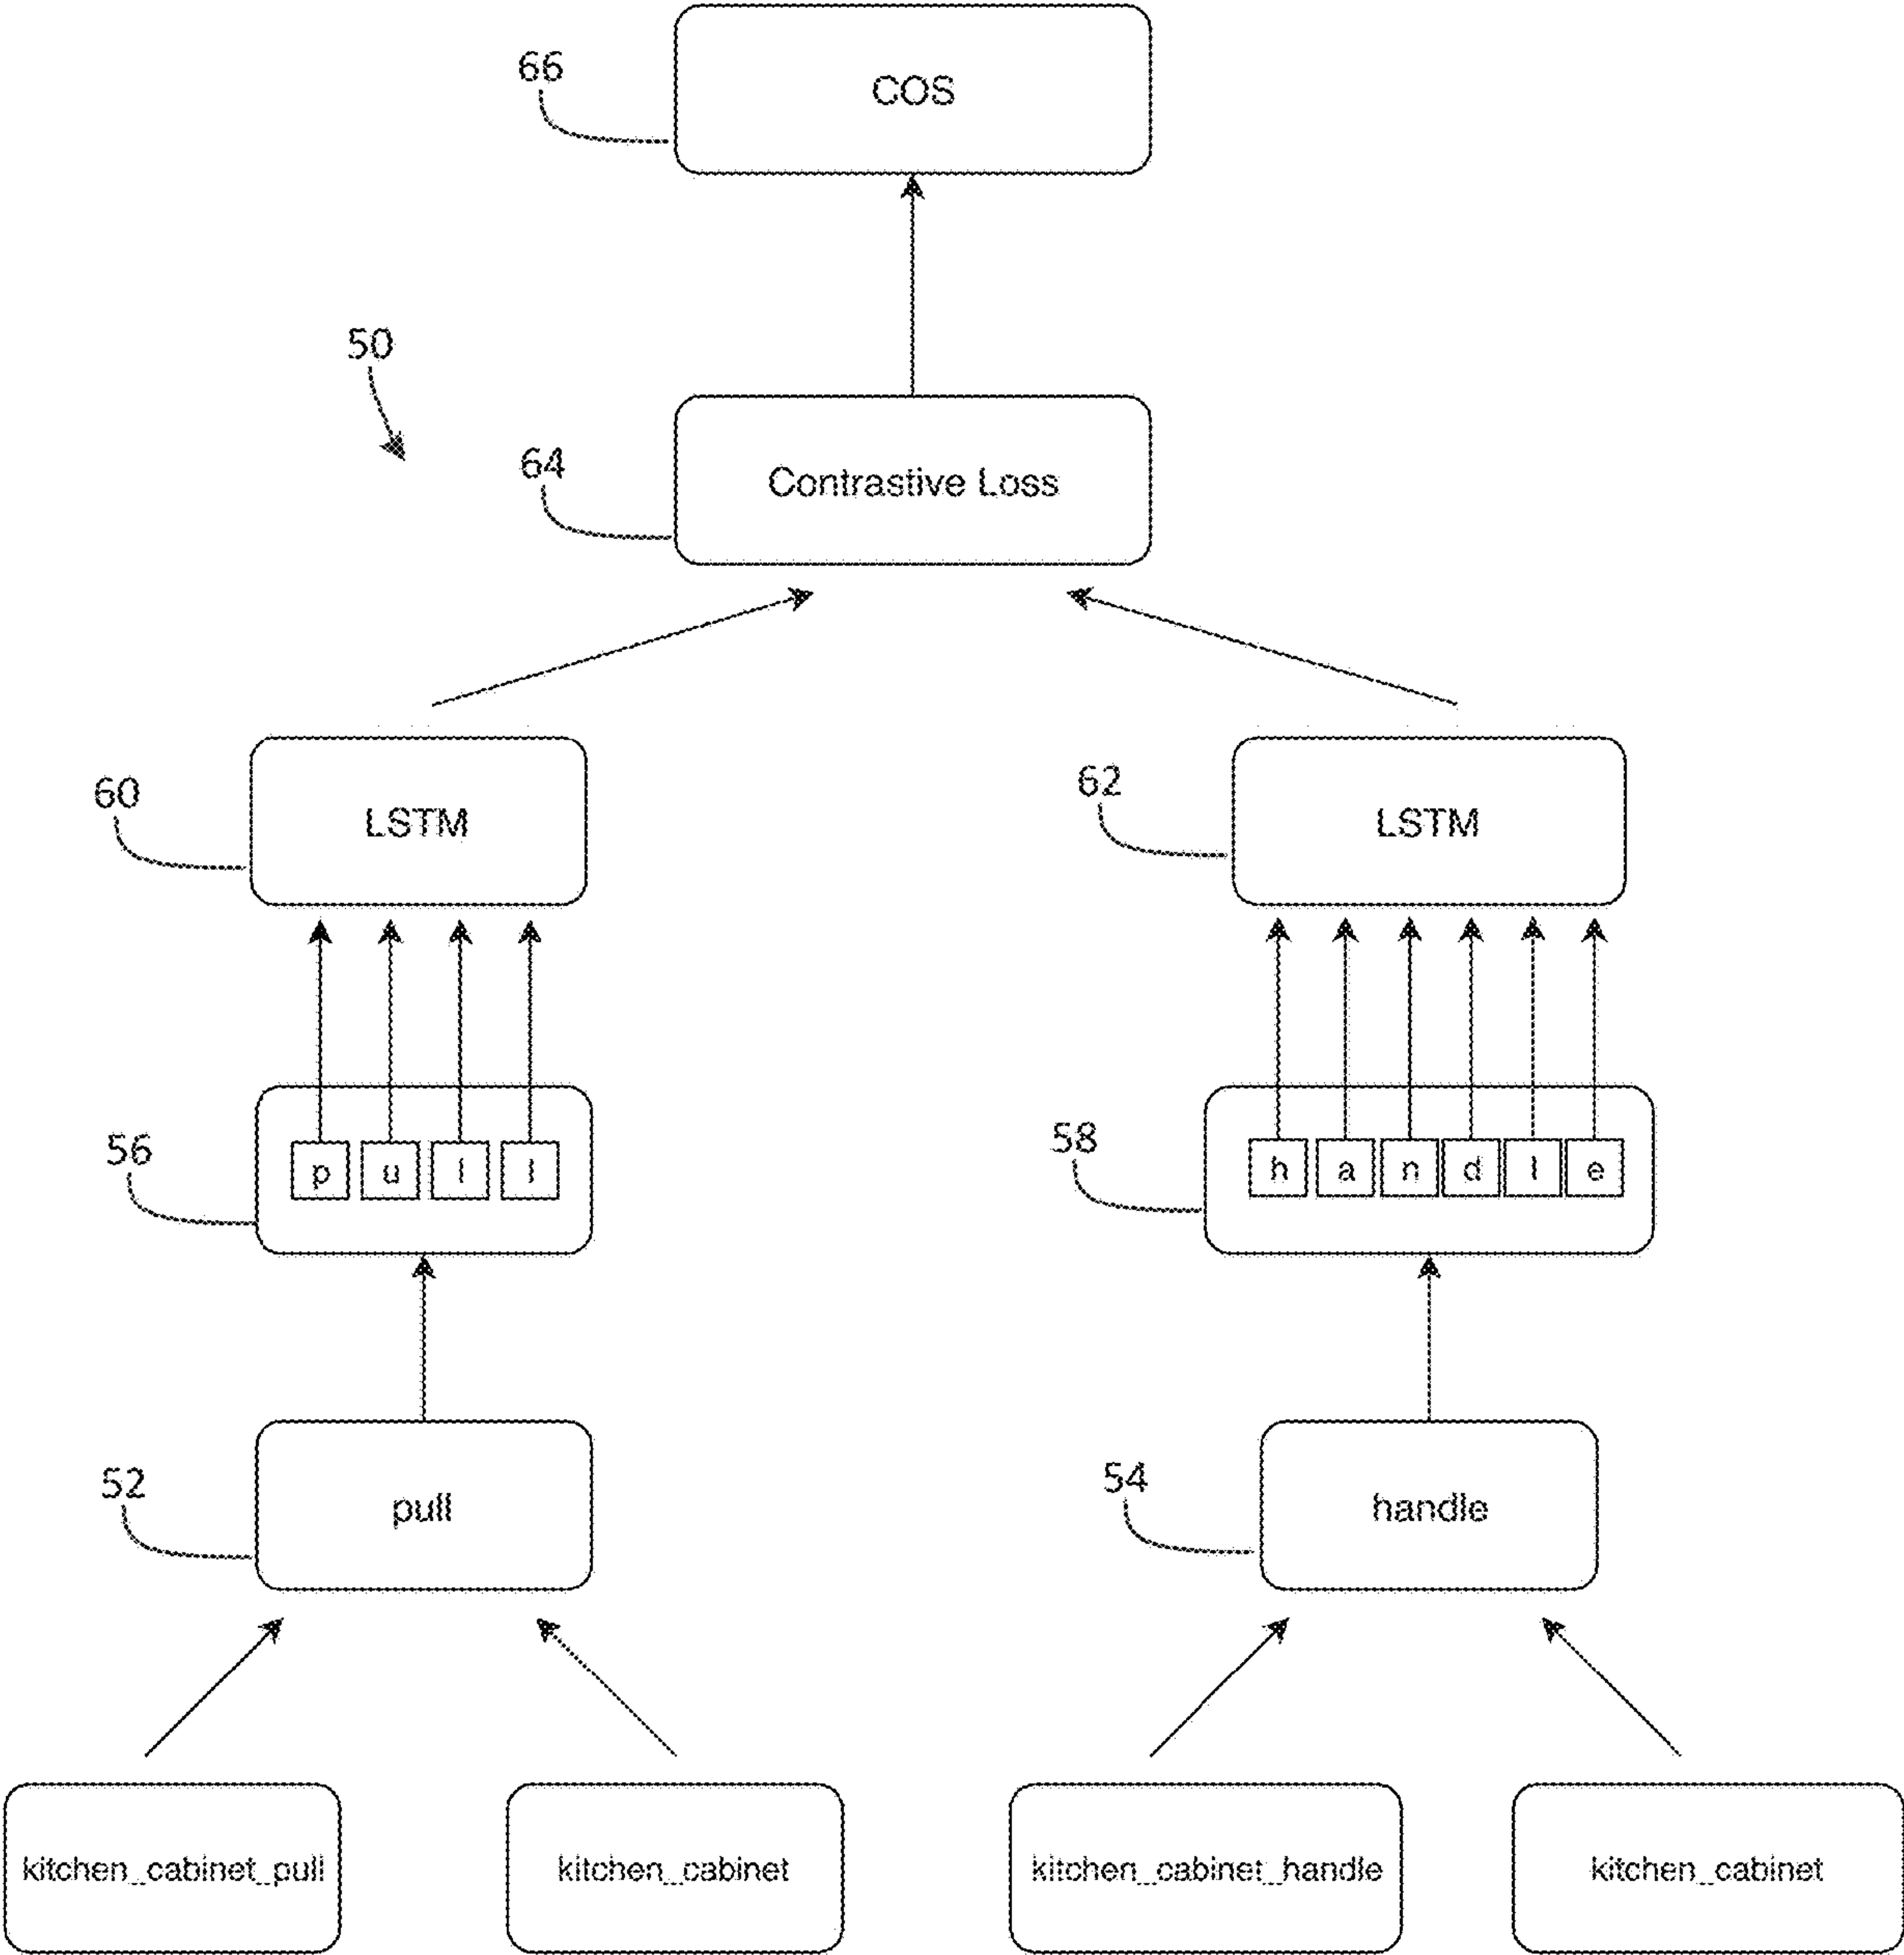 66
COS
50
64
Contrastive Loss
60
LSTM
62
LSTM
56
p u l l
58
h a n d l e
52
pull
54
handle
kitchen_cabinet_pull
kitchen_cabinet
kitchen_cabinet_handle
kitchen_cabinet